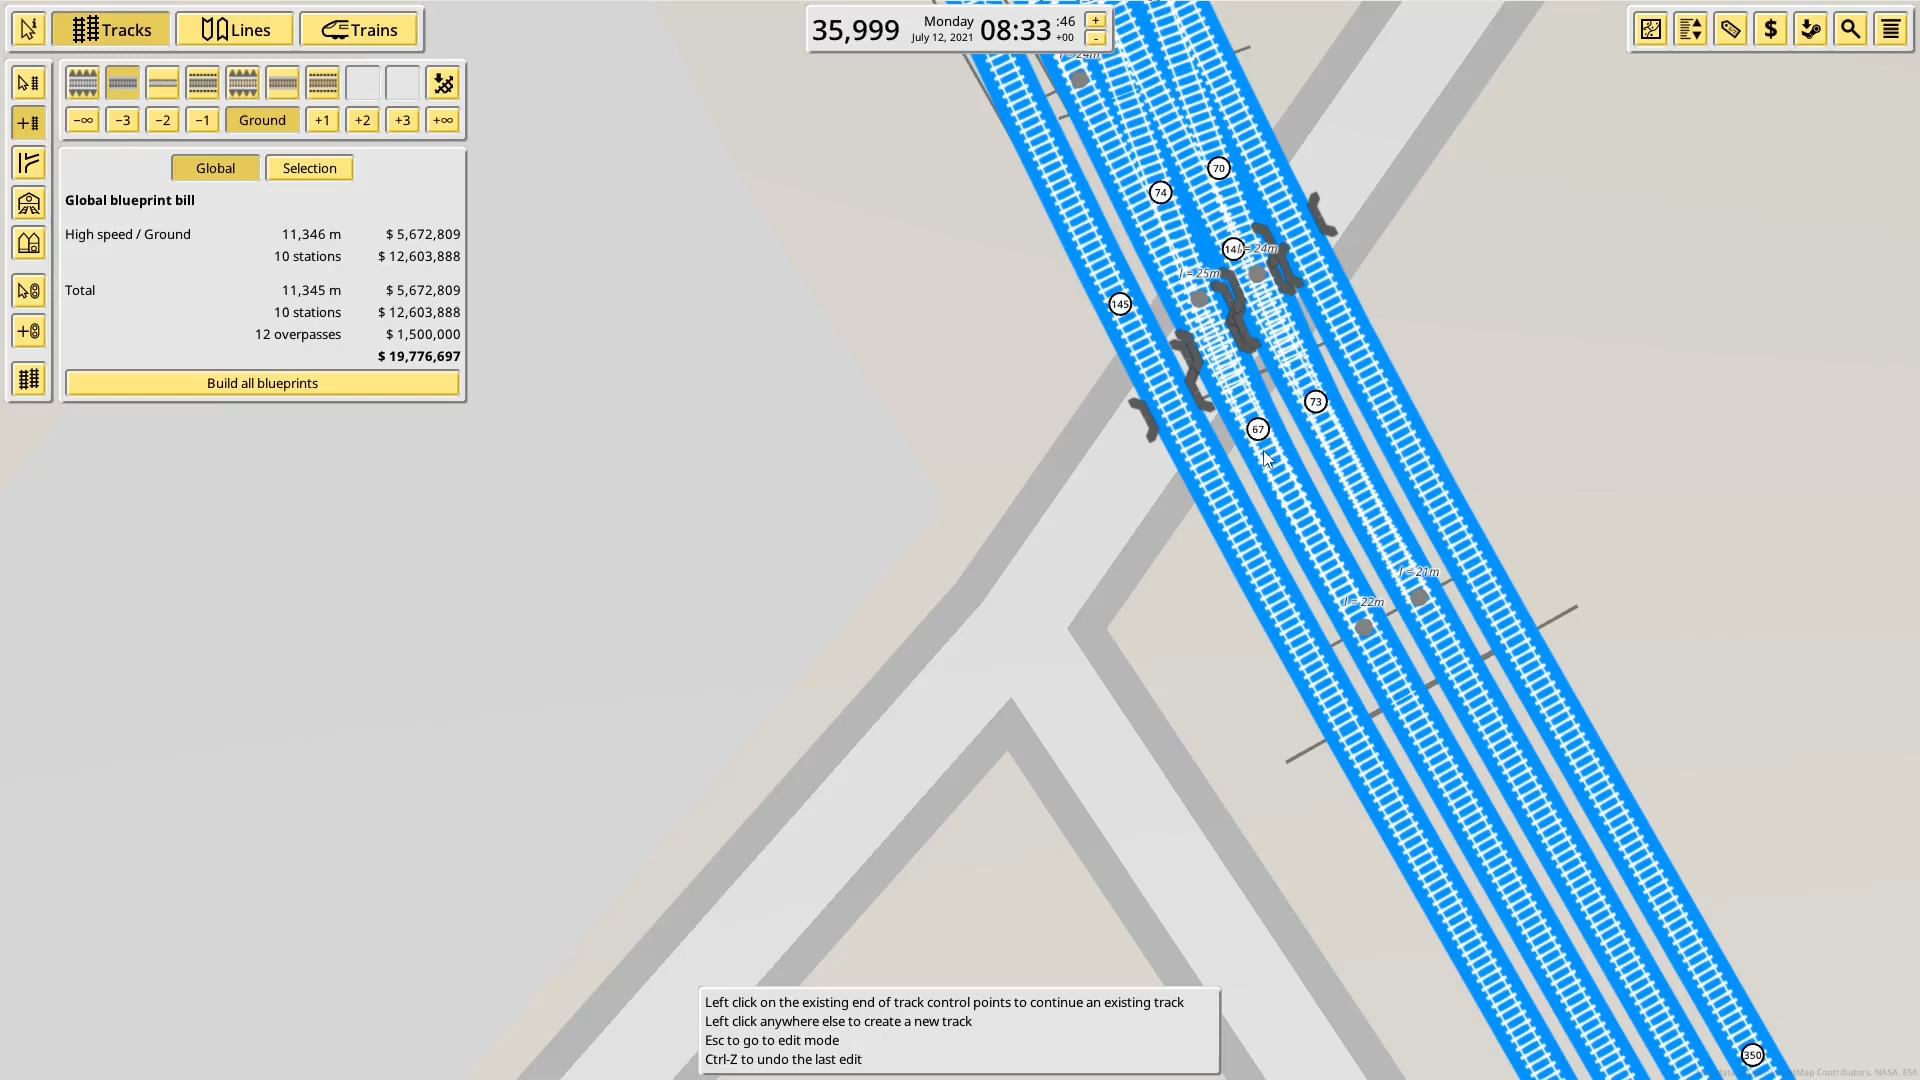 Tracks
Lines
Trains
35,999
Monday
July 12, 2021
08:33
:46
+00
+
-
$
−∞
−3
−2
−1
Ground
+1
+2
+3
+∞
Global
Selection
Global blueprint bill
High speed / Ground 11,346 m $ 5,672,809
10 stations $ 12,603,888
Total 11,345 m $ 5,672,809
10 stations $ 12,603,888
12 overpasses $ 1,500,000
$ 19,776,697
Build all blueprints
l = 24m
70
74
l = 24m
l = 25m
145
73
67
l = 21m
l = 22m
350
Left click on the existing end of track control points to continue an existing track
Left click anywhere else to create a new track
Esc to go to edit mode
Ctrl-Z to undo the last edit
Contributors, NASA, ESA